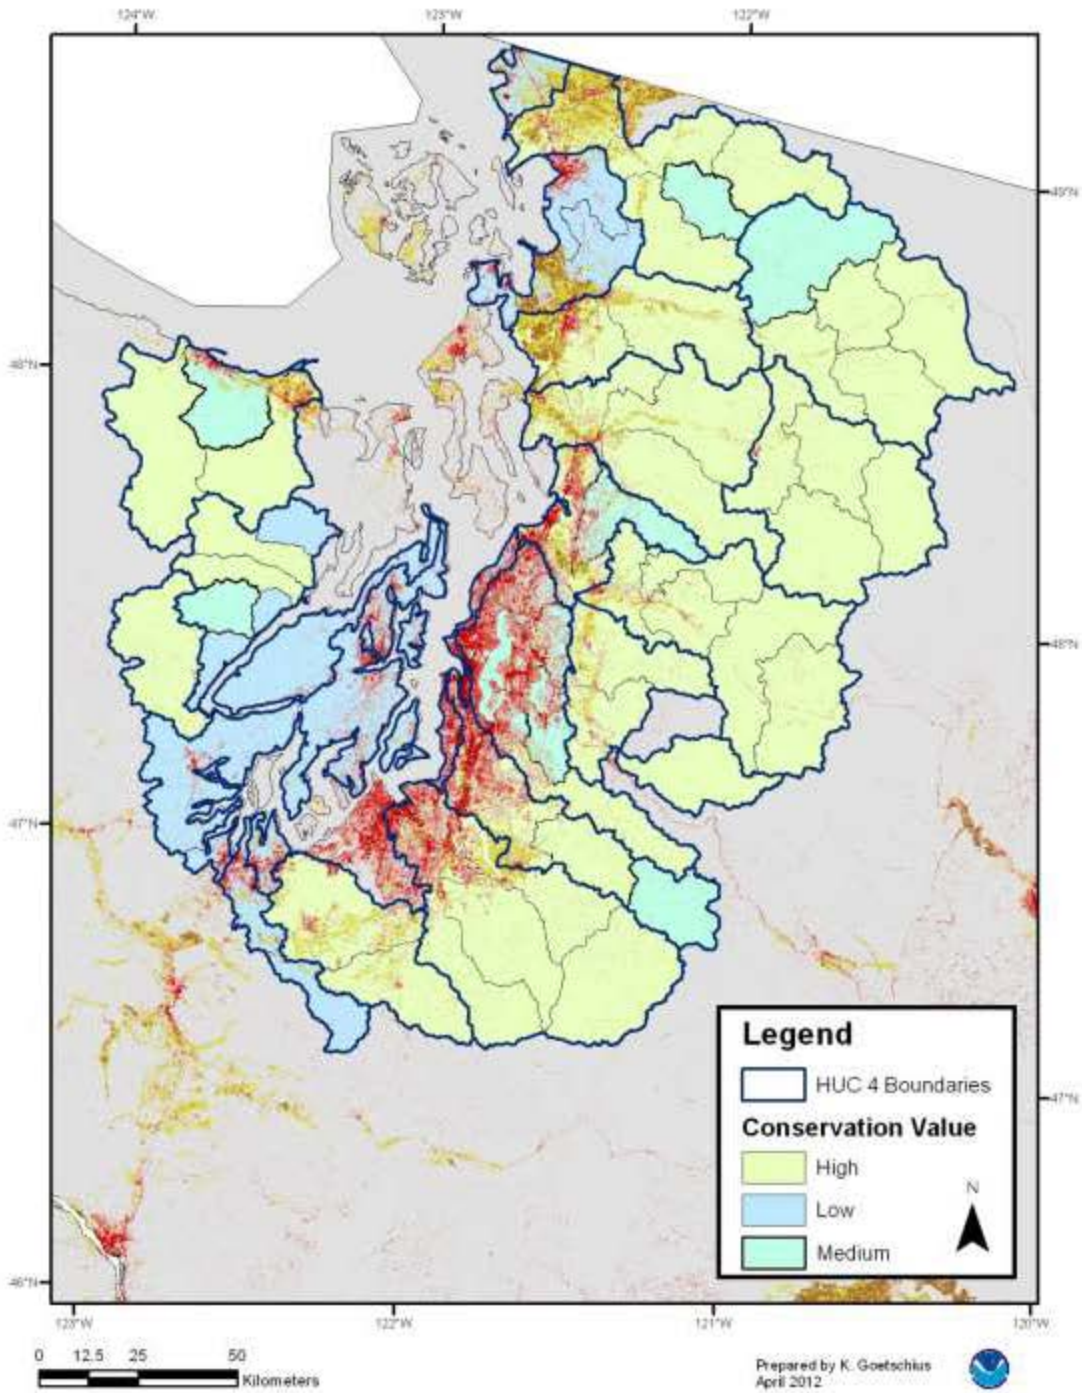 124°W 123°W 122°W
49°N
48°N
48°N
47°N
47°N
46°N
123°W 122°W 121°W 120°W
Legend
HUC 4 Boundaries
Conservation Value
High
Low
Medium
N
0 12.5 25 50
Kilometers
Prepared by K. Goetschius
April 2012